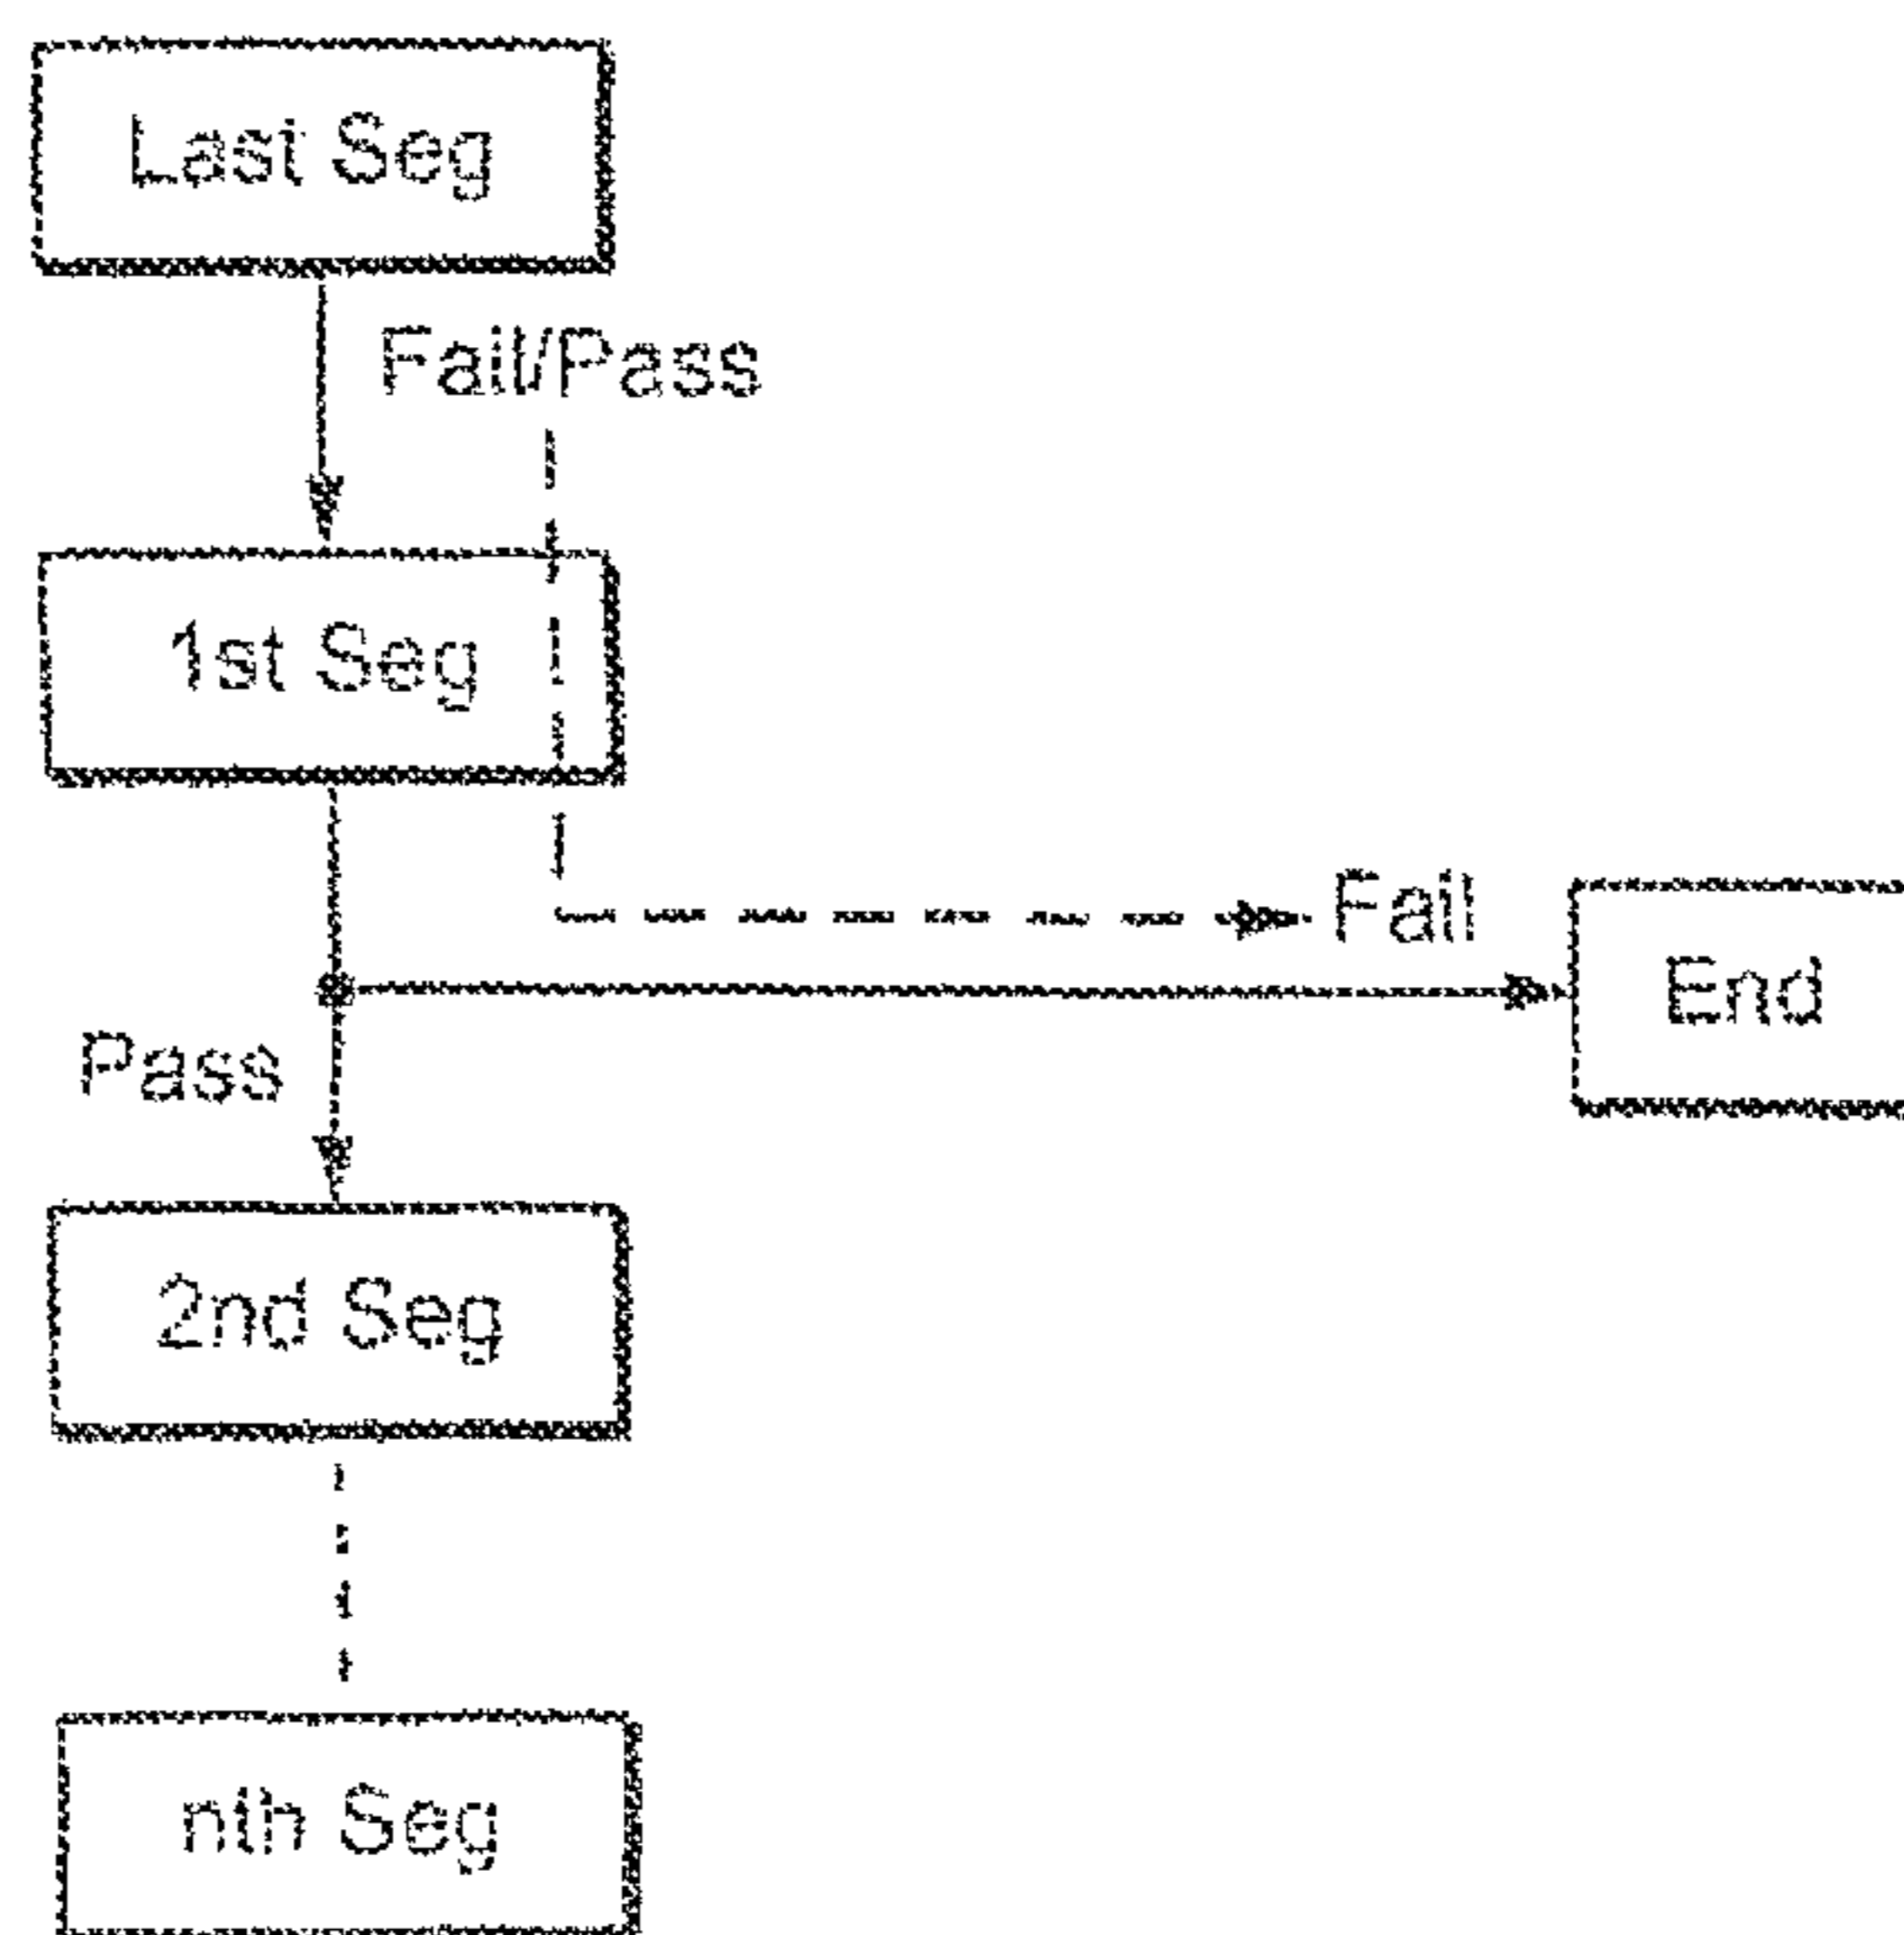 Last Seg
Fail/Pass
1st Seg
Fail
End
Pass
2nd Seg
nth Seg